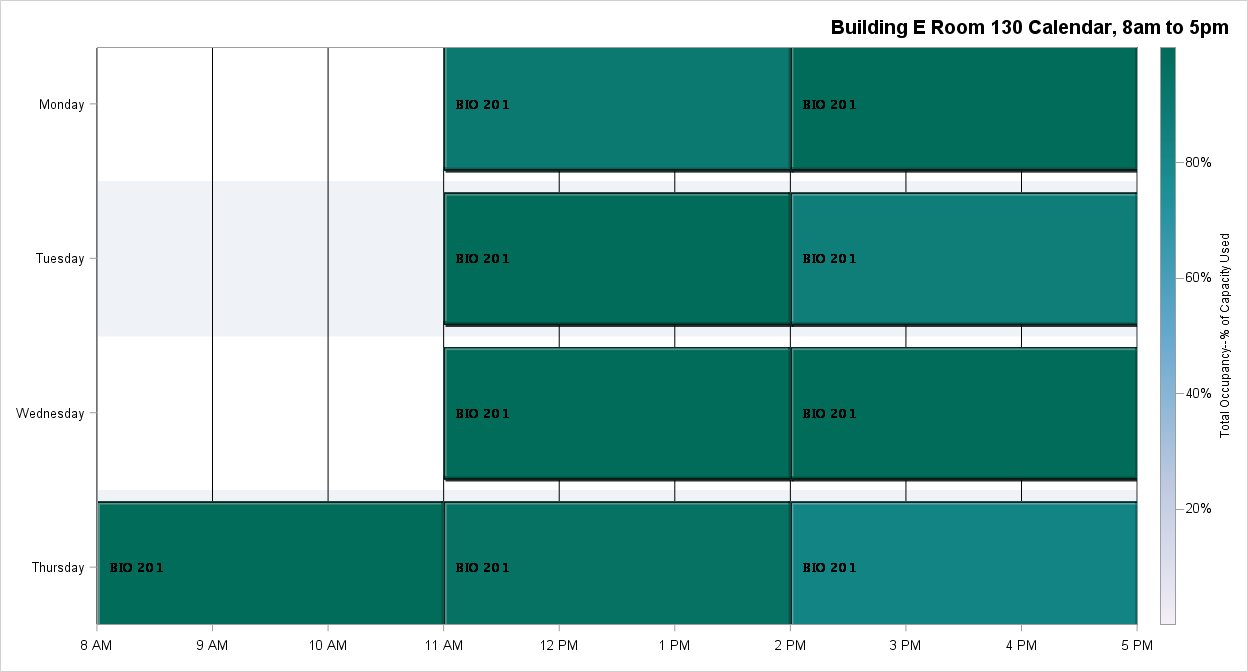 Building E Room 130 Calendar, 8am to 5pm
Monday
BIO 201
BIO 201
Tuesday
BIO 201
BIO 201
Wednesday
BIO 201
BIO 201
Thursday
BIO 201
BIO 201
BIO 201
8 AM
9 AM
10 AM
11 AM
12 PM
1 PM
2 PM
3 PM
4 PM
5 PM
80%
60%
40%
20%
Total Occupancy--% of Capacity Used